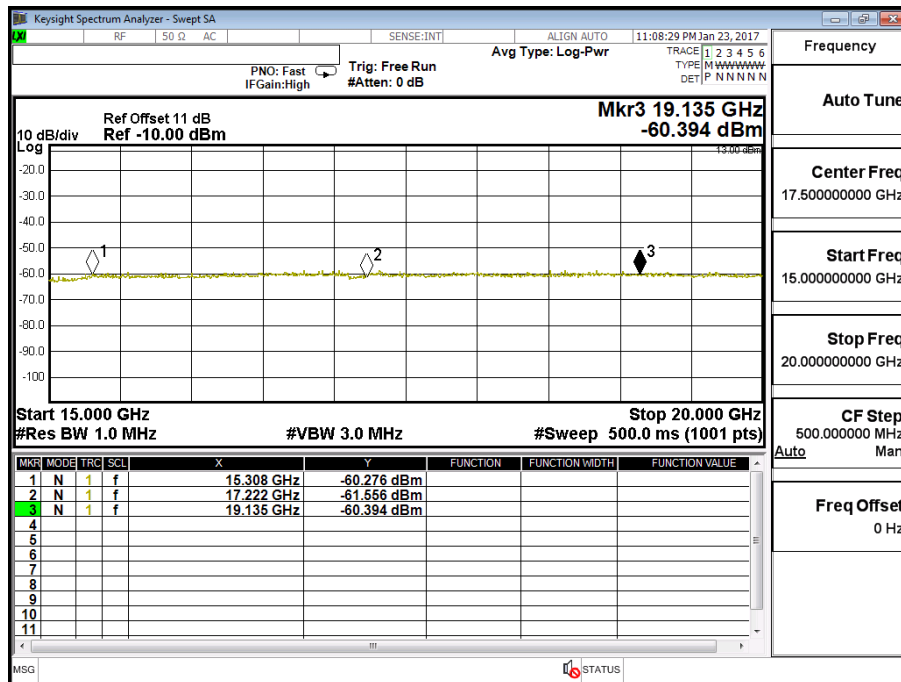 Keysight Spectrum Analyzer - Swept SA
LXI RF 50 Ω AC SENSE:INT ALIGN AUTO 11:08:29 PM Jan 23, 2017
Frequency
Avg Type: Log-Pwr
TRACE 1 2 3 4 5 6
PNO: Fast
Trig: Free Run
TYPE M WWWWW
IFGain:High
#Atten: 0 dB
DET P N N N N N
Auto Tune
Ref Offset 11 dB
Mkr3 19.135 GHz
10 dB/div Ref -10.00 dBm
-60.394 dBm
Log
-13.00 dBm
-20.0
-30.0
-40.0
-50.0
-60.0
-70.0
-80.0
-90.0
-100
1
2
3
Start 15.000 GHz
Stop 20.000 GHz
#Res BW 1.0 MHz
#VBW 3.0 MHz
#Sweep 500.0 ms (1001 pts)
Center Freq
17.500000000 GHz
Start Freq
15.000000000 GHz
Stop Freq
20.000000000 GHz
CF Step
500.000000 MHz
Auto Man
Freq Offset
0 Hz
MKR MODE TRC SCL X Y FUNCTION FUNCTION WIDTH FUNCTION VALUE
1 N 1 f 15.308 GHz -60.276 dBm
2 N 1 f 17.222 GHz -61.556 dBm
3 N 1 f 19.135 GHz -60.394 dBm
4
5
6
7
8
9
10
11
MSG
STATUS